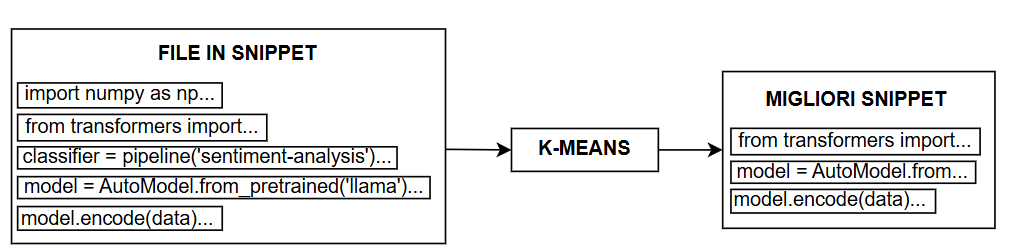 FILE IN SNIPPET
import numpy as np...
from transformers import...
classifier = pipeline('sentiment-analysis')...
model = AutoModel.from_pretrained('llama')...
model.encode(data)...
K-MEANS
MIGLIORI SNIPPET
from transformers import...
model = AutoModel.from...
model.encode(data)...